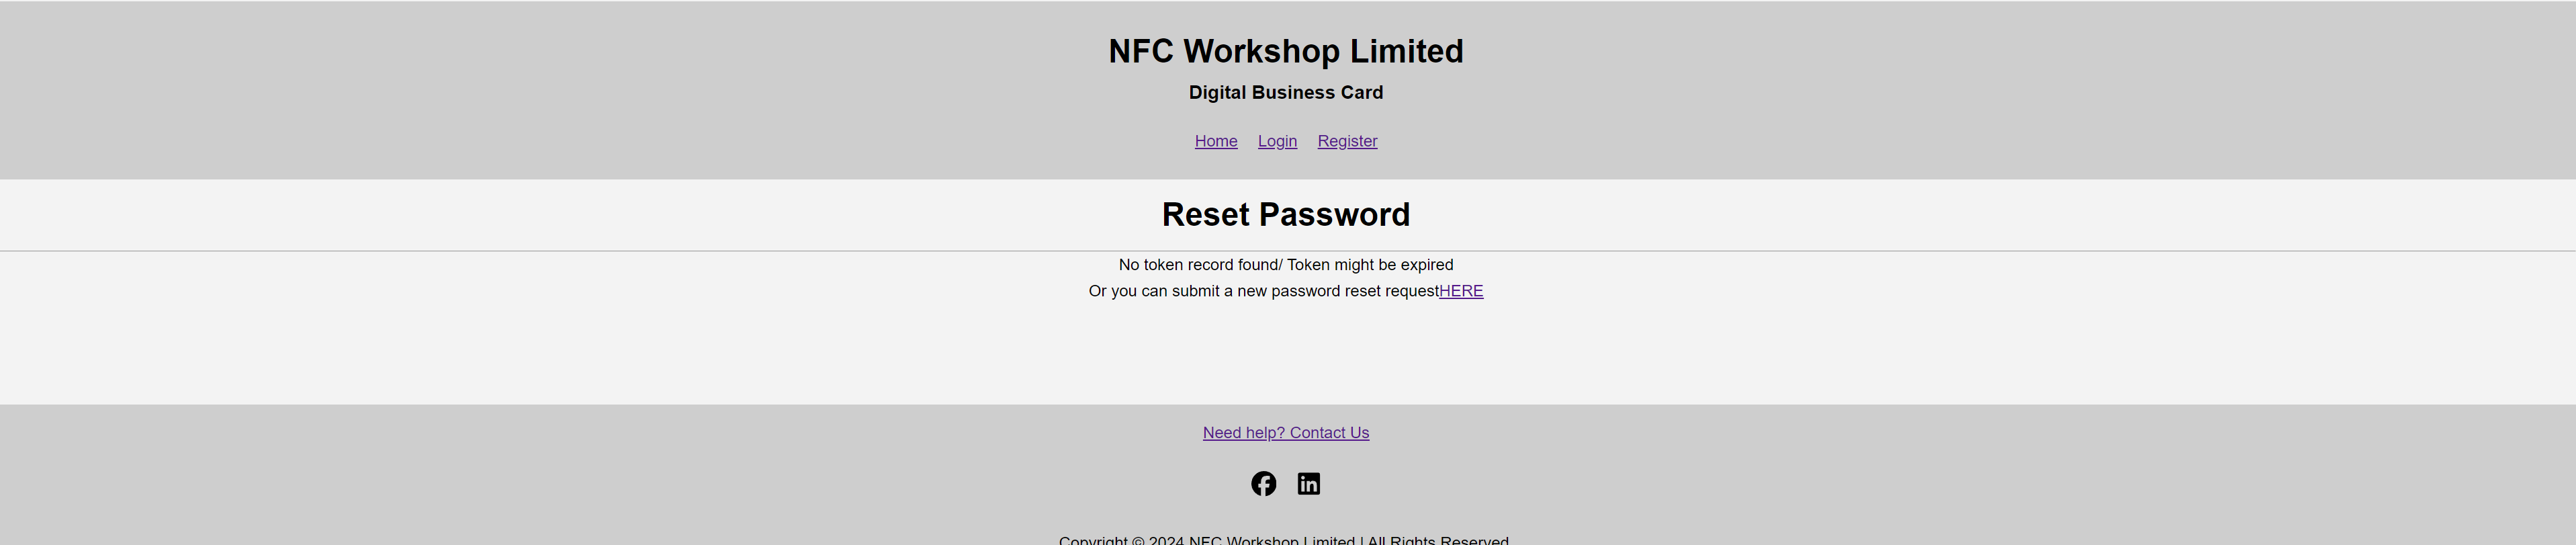 NFC Workshop Limited
Digital Business Card
Home Login Register
Reset Password
No token record found/ Token might be expired
Or you can submit a new password reset requestHERE
Need help? Contact Us
Copyright © 2024 NFC Workshop Limited | All Rights Reserved